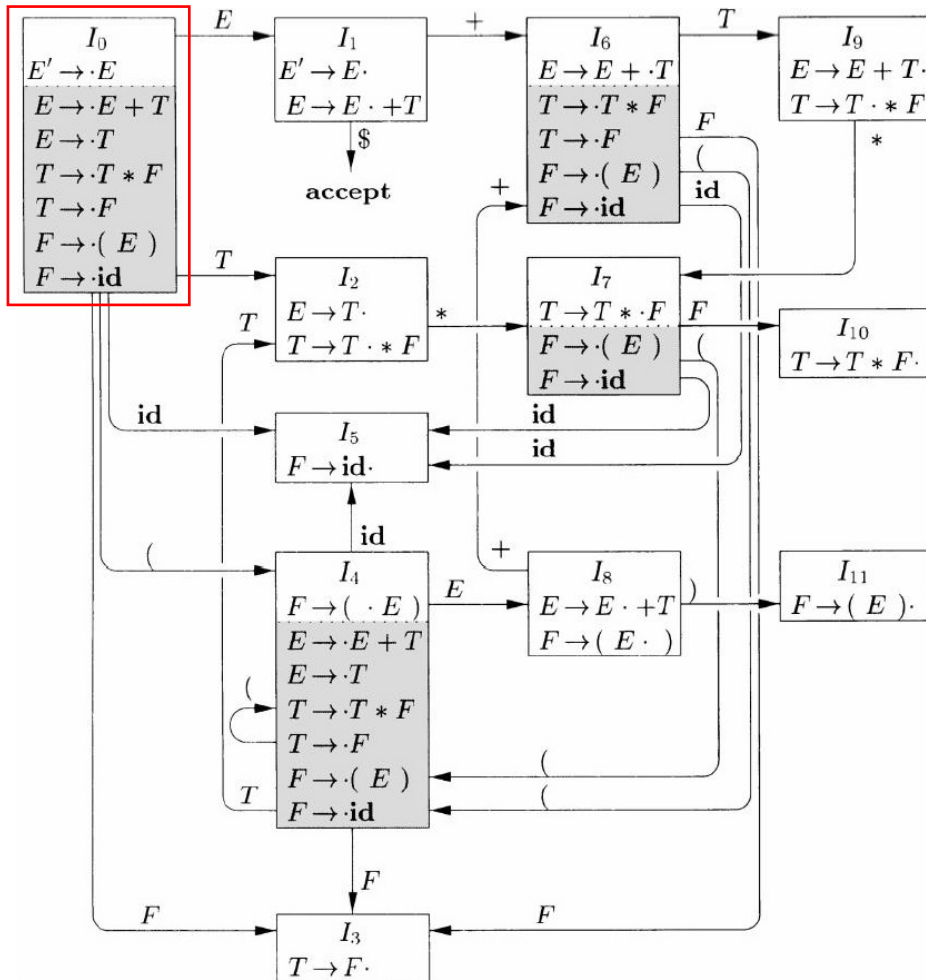 I₀
E′ → ·E
E → ·E + T
E → ·T
T → ·T * F
T → ·F
F → ·( E )
F → ·id
E
I₁
E′ → E·
E → E · +T
$
accept
+
I₆
E → E + ·T
T → ·T * F
T → ·F
F → ·( E )
F → ·id
T
I₉
E → E + T·
T → T · * F
*
F
(
id
+
T
I₂
E → T·
T → T · * F
T
*
I₇
T → T * ·F
F → ·( E )
F → ·id
F
(
I₁₀
T → T * F·
id
id
id
I₅
F → id·
id
(
I₄
F → ( · E )
E → ·E + T
E → ·T
T → ·T * F
T → ·F
F → ·( E )
F → ·id
(
T
E
+
I₈
E → E · +T
F → ( E · )
)
I₁₁
F → ( E )·
(
(
F
F
F
I₃
T → F·